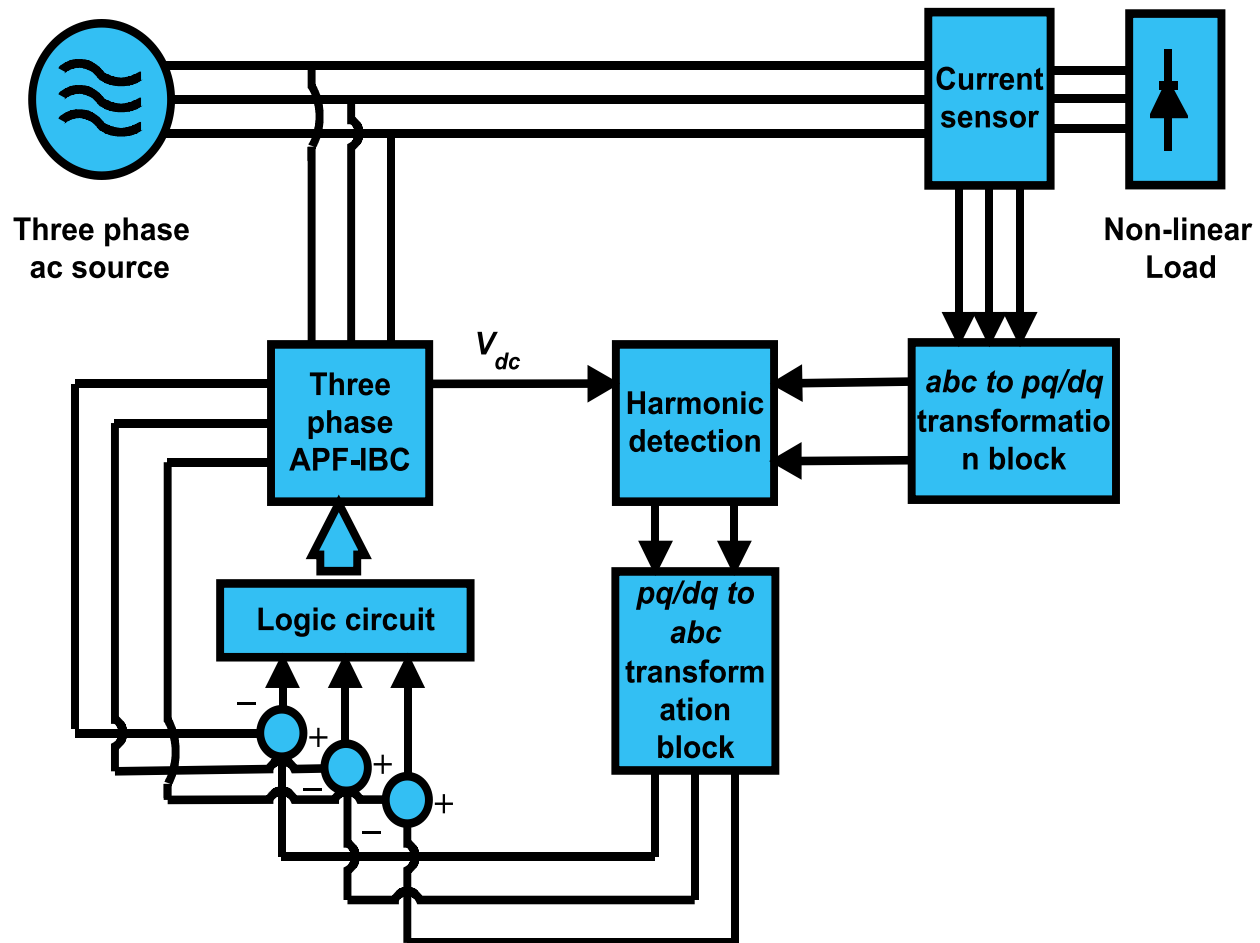 Current
sensor
Three phase
ac source
Non-linear
Load
V_dc
Three
phase
APF-IBC
Harmonic
detection
abc to pq/dq
transformatio
n block
Logic circuit
pq/dq to
abc
transform
ation
block
−
+
+
−
+
−